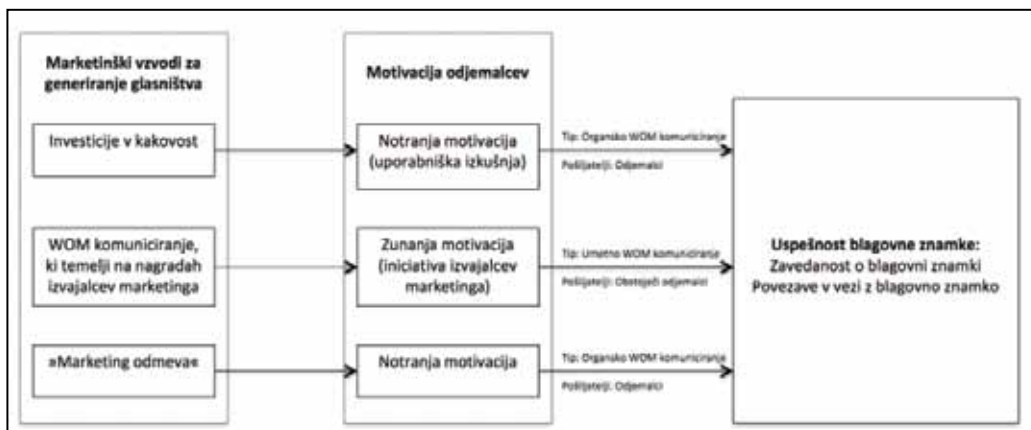 Marketinški vzvodi za
generiranje glasništva
Investicije v kakovost
WOM komuniciranje,
ki temelji na nagradah
izvajalcev marketinga
»Marketing odmeva«
Motivacija odjemalcev
Notranja motivacija
(uporabniška izkušnja)
Zunanja motivacija
(iniciativa izvajalcev
marketinga)
Notranja motivacija
Tip: Organsko WOM komuniciranje
Pošiljatelji: Odjemalci
Tip: Umetno WOM komuniciranje
Pošiljatelji: Obstoječi odjemalci
Tip: Organsko WOM komuniciranje
Pošiljatelji: Odjemalci
Uspešnost blagovne znamke:
Zavedanost o blagovni znamki
Povezave v vezi z blagovno znamko